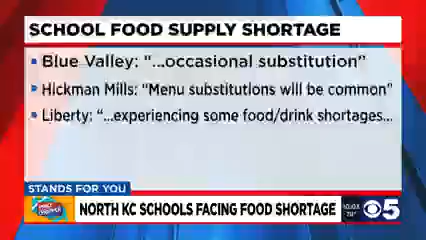 SCHOOL FOOD SUPPLY SHORTAGE
• Blue Valley: “...occasional substitution”
• Hickman Mills: “Menu substitutions will be common”
• Liberty: “...experiencing some food/drink shortages...
STANDS FOR YOU
NORTH KC SCHOOLS FACING FOOD SHORTAGE
5